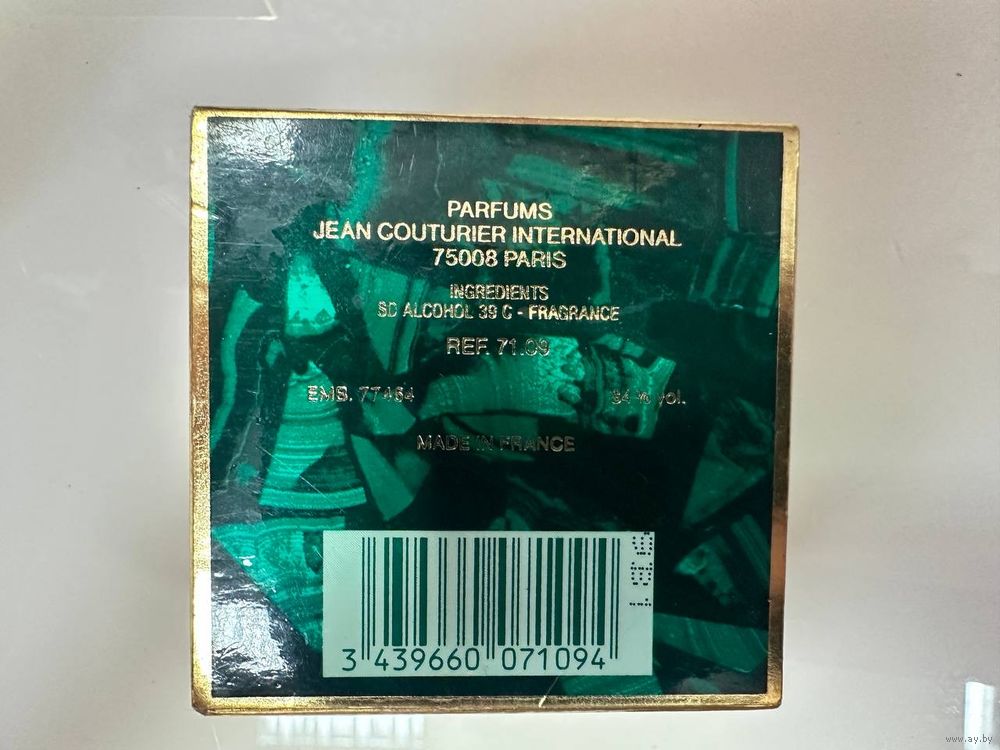 PARFUMS
JEAN COUTURIER INTERNATIONAL
75008 PARIS
INGREDIENTS
SD ALCOHOL 39 C - FRAGRANCE
REF. 71.09
EMB. 77464
vol.
MADE IN FRANCE
3 439660 071094
www.ay.by